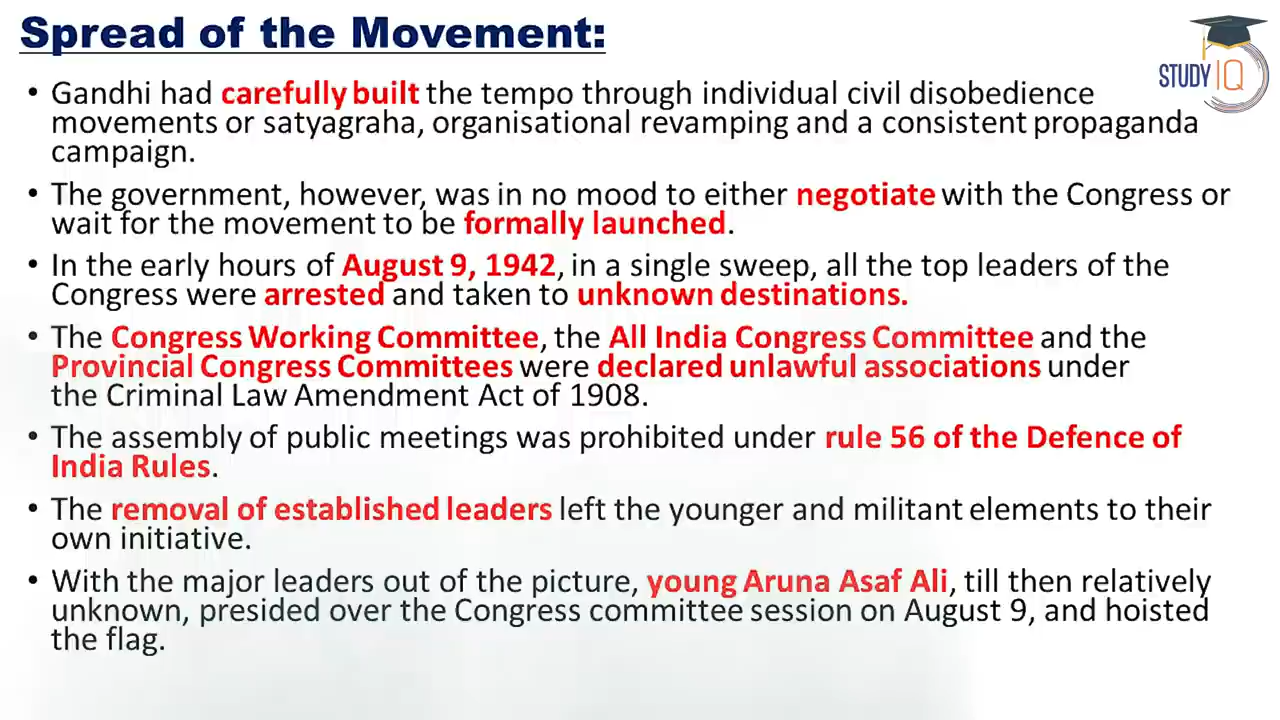 Spread of the Movement:
STUDY IQ
• Gandhi had carefully built the tempo through individual civil disobedience
movements or satyagraha, organisational revamping and a consistent propaganda
campaign.
• The government, however, was in no mood to either negotiate with the Congress or
wait for the movement to be formally launched.
• In the early hours of August 9, 1942, in a single sweep, all the top leaders of the
Congress were arrested and taken to unknown destinations.
• The Congress Working Committee, the All India Congress Committee and the
Provincial Congress Committees were declared unlawful associations under
the Criminal Law Amendment Act of 1908.
• The assembly of public meetings was prohibited under rule 56 of the Defence of
India Rules.
• The removal of established leaders left the younger and militant elements to their
own initiative.
• With the major leaders out of the picture, young Aruna Asaf Ali, till then relatively
unknown, presided over the Congress committee session on August 9, and hoisted
the flag.